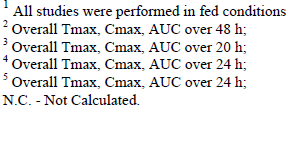 1 All studies were performed in fed conditions
2 Overall Tmax, Cmax, AUC over 48 h;
3 Overall Tmax, Cmax, AUC over 20 h;
4 Overall Tmax, Cmax, AUC over 24 h;
5 Overall Tmax, Cmax, AUC over 24 h;
N.C. - Not Calculated.